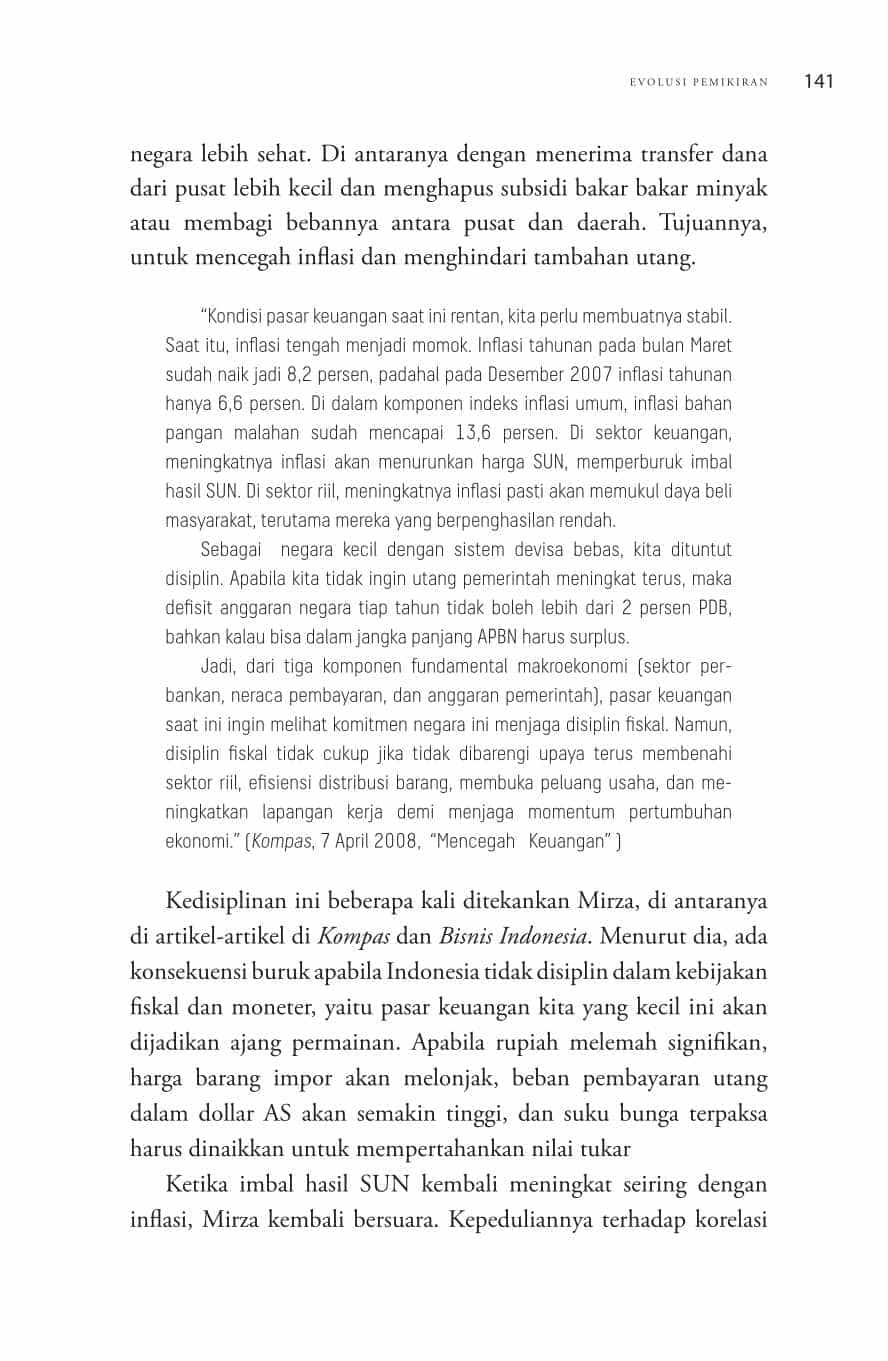 EVOLUSI PEMIKIRAN 141
negara lebih sehat. Di antaranya dengan menerima transfer dana
dari pusat lebih kecil dan menghapus subsidi bakar bakar minyak
atau membagi bebannya antara pusat dan daerah. Tujuannya,
untuk mencegah inflasi dan menghindari tambahan utang.
“Kondisi pasar keuangan saat ini rentan, kita perlu membuatnya stabil.
Saat itu, inflasi tengah menjadi momok. Inflasi tahunan pada bulan Maret
sudah naik jadi 8,2 persen, padahal pada Desember 2007 inflasi tahunan
hanya 6,6 persen. Di dalam komponen indeks inflasi umum, inflasi bahan
pangan malahan sudah mencapai 13,6 persen. Di sektor keuangan,
meningkatnya inflasi akan menurunkan harga SUN, memperburuk imbal
hasil SUN. Di sektor riil, meningkatnya inflasi pasti akan memukul daya beli
masyarakat, terutama mereka yang berpenghasilan rendah.
Sebagai negara kecil dengan sistem devisa bebas, kita dituntut
disiplin. Apabila kita tidak ingin utang pemerintah meningkat terus, maka
defisit anggaran negara tiap tahun tidak boleh lebih dari 2 persen PDB,
bahkan kalau bisa dalam jangka panjang APBN harus surplus.
Jadi, dari tiga komponen fundamental makroekonomi (sektor per-
bankan, neraca pembayaran, dan anggaran pemerintah), pasar keuangan
saat ini ingin melihat komitmen negara ini menjaga disiplin fiskal. Namun,
disiplin fiskal tidak cukup jika tidak dibarengi upaya terus membenahi
sektor riil, efisiensi distribusi barang, membuka peluang usaha, dan me-
ningkatkan lapangan kerja demi menjaga momentum pertumbuhan
ekonomi.” (Kompas, 7 April 2008, “Mencegah Keuangan” )
Kedisiplinan ini beberapa kali ditekankan Mirza, di antaranya
di artikel-artikel di Kompas dan Bisnis Indonesia. Menurut dia, ada
konsekuensi buruk apabila Indonesia tidak disiplin dalam kebijakan
fiskal dan moneter, yaitu pasar keuangan kita yang kecil ini akan
dijadikan ajang permainan. Apabila rupiah melemah signifikan,
harga barang impor akan melonjak, beban pembayaran utang
dalam dollar AS akan semakin tinggi, dan suku bunga terpaksa
harus dinaikkan untuk mempertahankan nilai tukar
Ketika imbal hasil SUN kembali meningkat seiring dengan
inflasi, Mirza kembali bersuara. Kepeduliannya terhadap korelasi